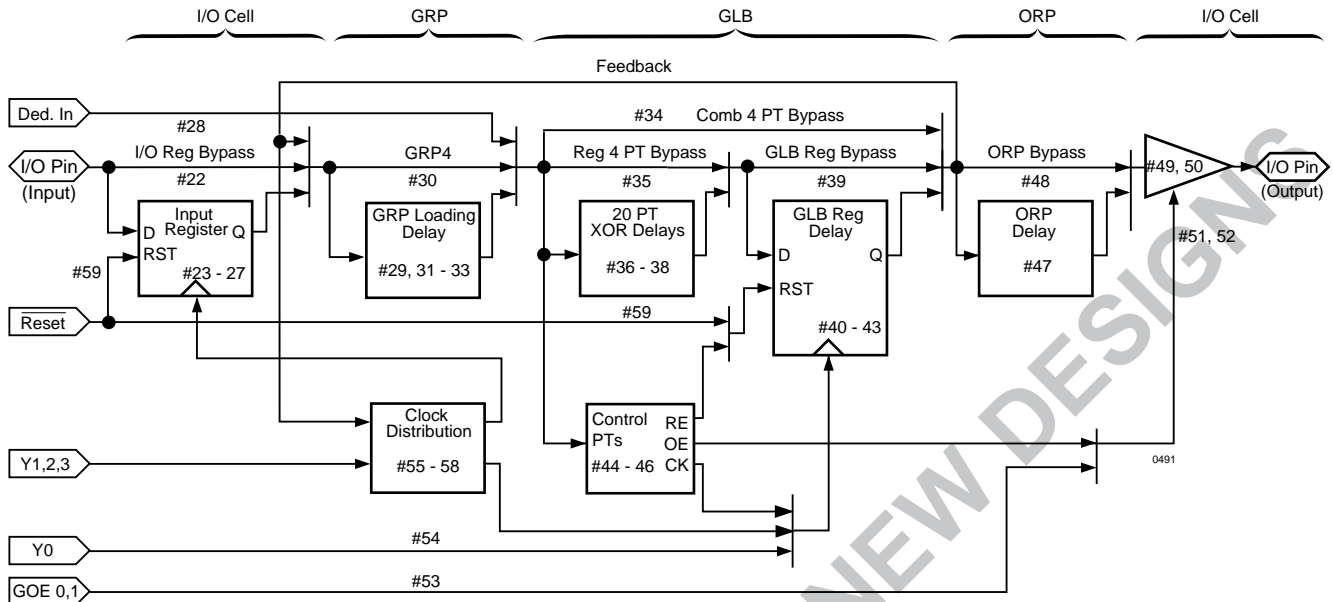 I/O Cell
GRP
GLB
ORP
I/O Cell
Feedback
Ded. In
#28
#34
Comb 4 PT Bypass
I/O Pin
(Input)
I/O Reg Bypass
#22
GRP4
#30
Reg 4 PT Bypass
#35
GLB Reg Bypass
#39
ORP Bypass
#48
#49, 50
I/O Pin
(Output)
Input
Register
D
Q
RST
#23 - 27
GRP Loading
Delay
#29, 31 - 33
20 PT
XOR Delays
#36 - 38
GLB Reg
Delay
D
Q
RST
#40 - 43
ORP
Delay
#47
#51, 52
#59
Reset
#59
Clock
Distribution
#55 - 58
Control
PTs
#44 - 46
RE
OE
CK
Y1,2,3
0491
Y0
#54
GOE 0,1
#53
NEW DESIGNS